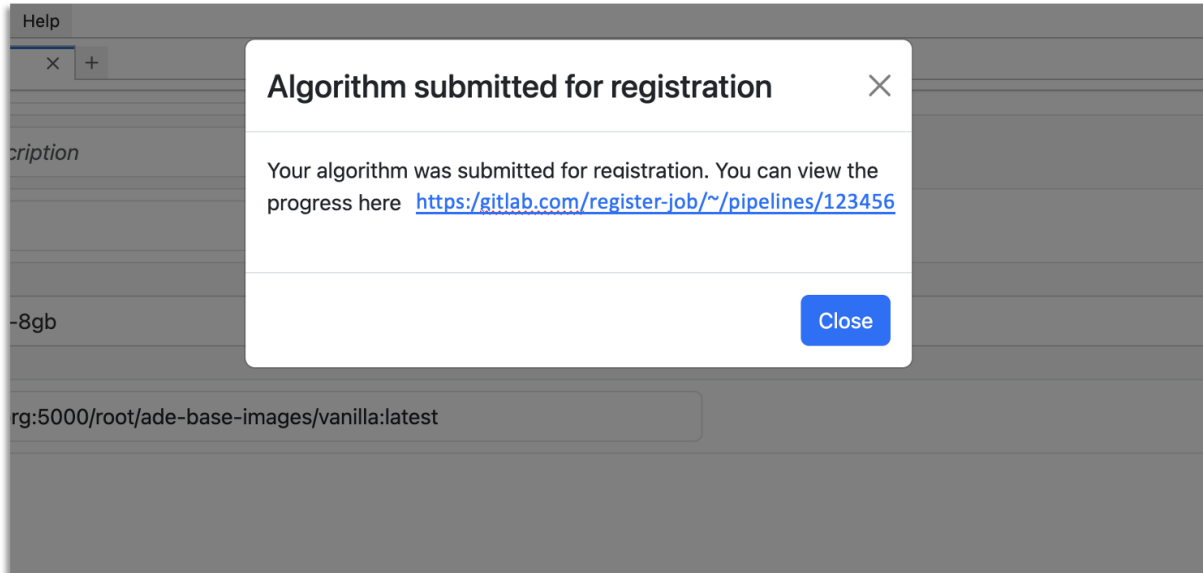 Help
× +
Algorithm submitted for registration ×
cription
Your algorithm was submitted for registration. You can view the
progress here https:/gitlab.com/register-job/~/pipelines/123456
-8gb
Close
rg:5000/root/ade-base-images/vanilla:latest